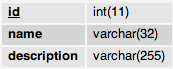 id int(11)
name varchar(32)
description varchar(255)